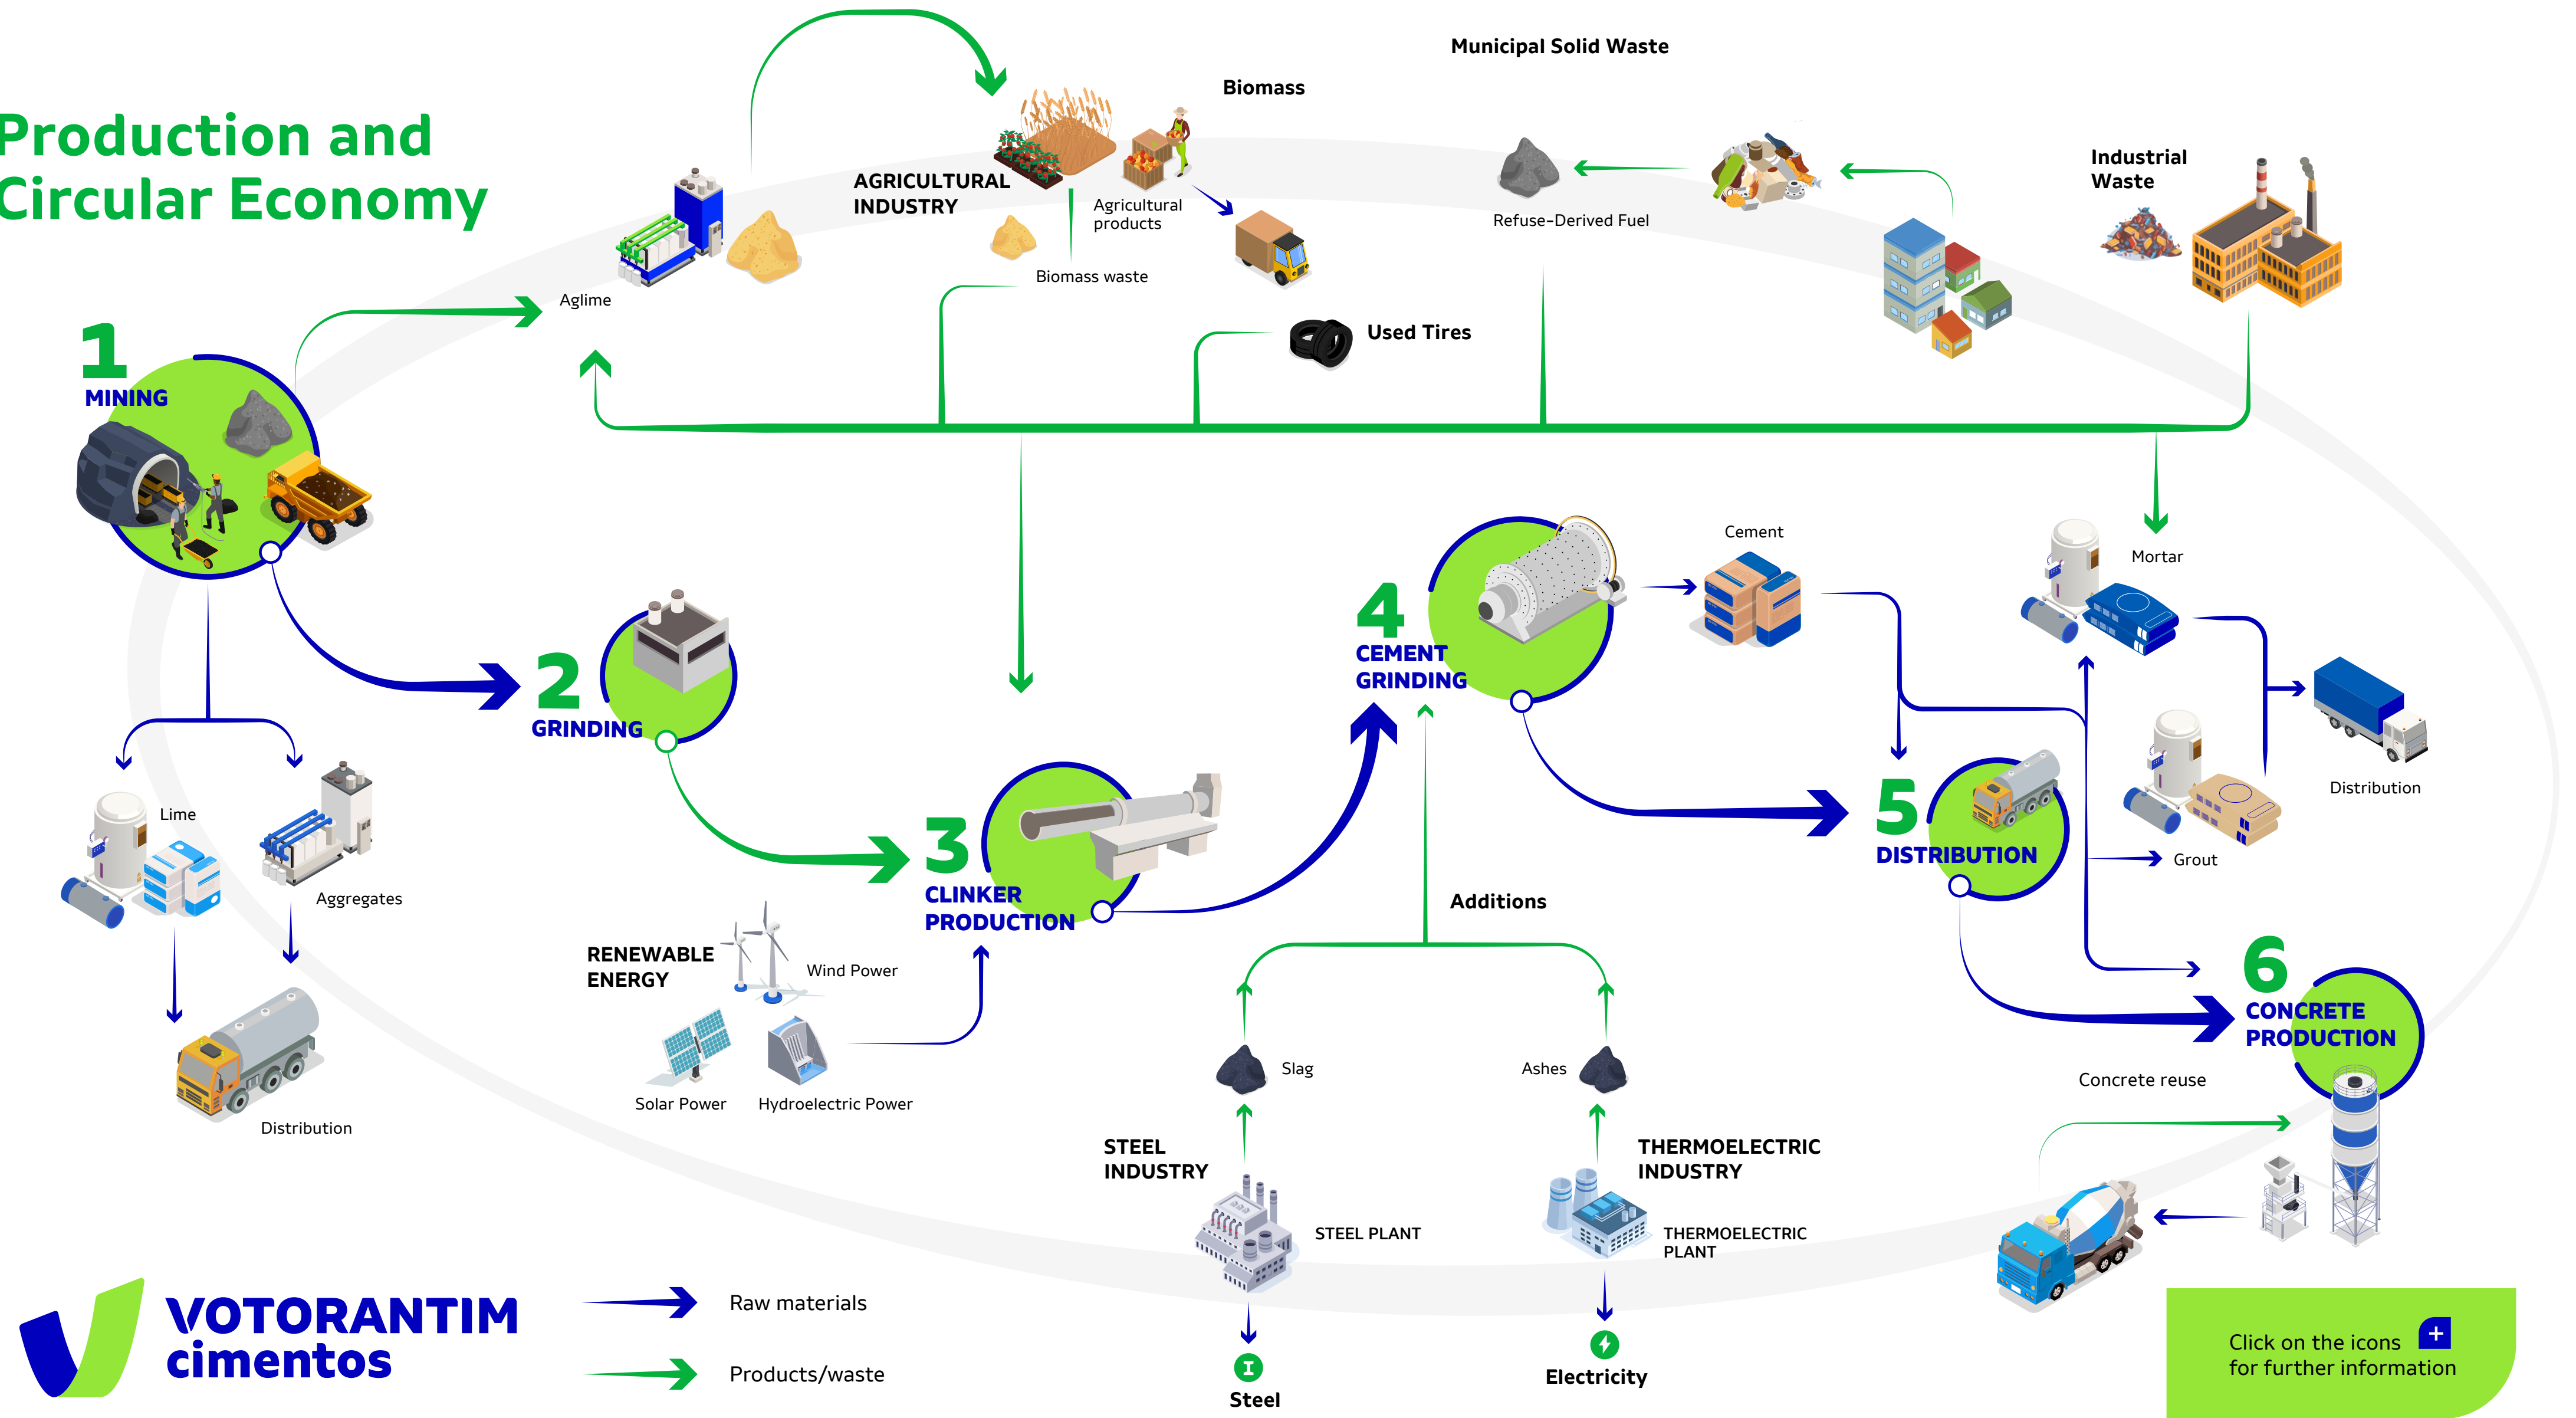 Production and
Circular Economy
Municipal Solid Waste
Biomass
Industrial
Waste
AGRICULTURAL
INDUSTRY
Agricultural
products
Refuse-Derived Fuel
Biomass waste
Aglime
Used Tires
1
MINING
Cement
Mortar
4
CEMENT
GRINDING
2
GRINDING
Distribution
5
DISTRIBUTION
Grout
Lime
Aggregates
3
CLINKER
PRODUCTION
Additions
RENEWABLE
ENERGY
Wind Power
6
CONCRETE
PRODUCTION
Slag
Ashes
Concrete reuse
Solar Power
Hydroelectric Power
Distribution
STEEL
INDUSTRY
THERMOELECTRIC
INDUSTRY
STEEL PLANT
THERMOELECTRIC
PLANT
VOTORANTIM
cimentos
Raw materials
Products/waste
I
Steel
Electricity
Click on the icons +
for further information